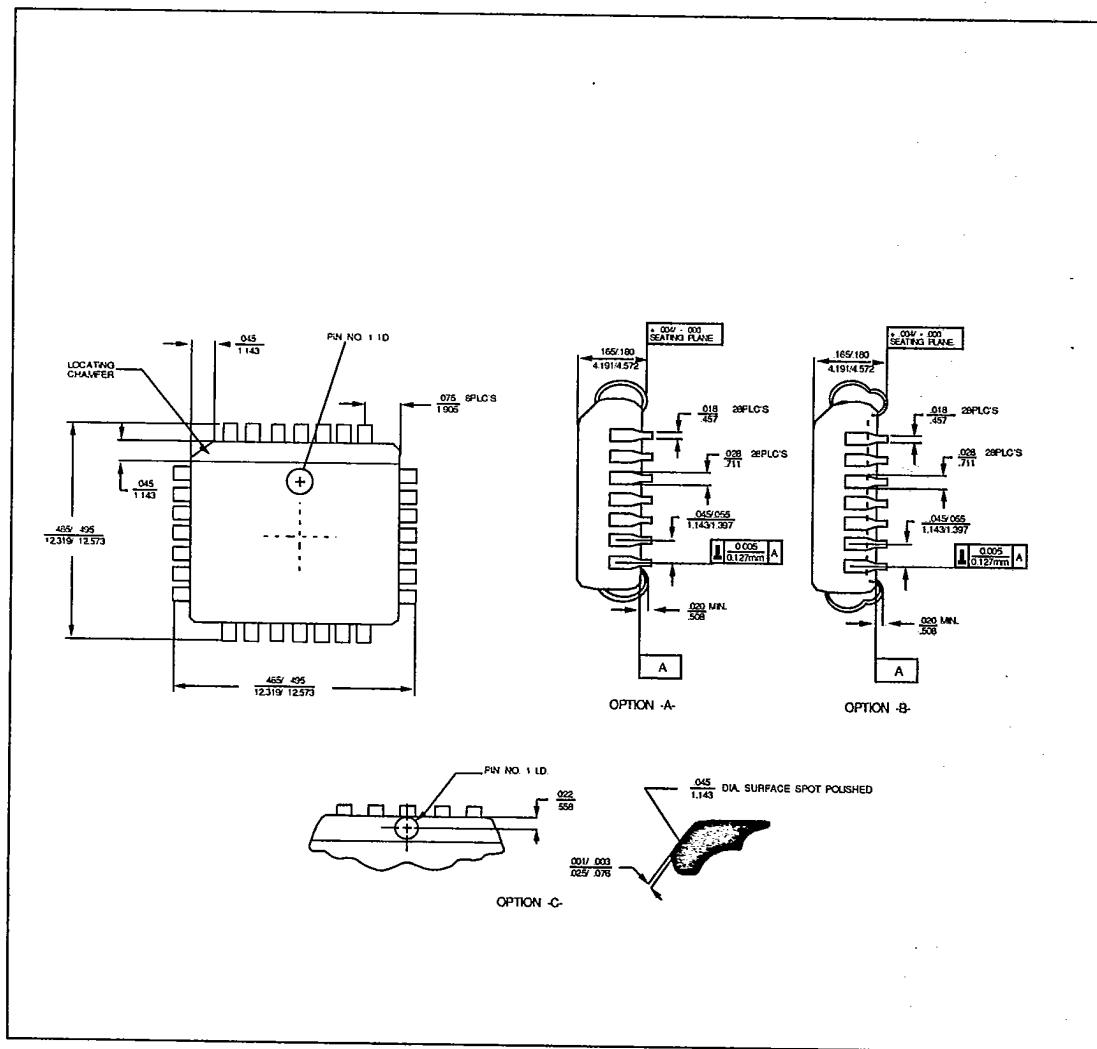 .045
1.143
PIN NO. 1 I.D
LOCATING
CHAMFER
.075 8PLC'S
1.905
.045
1.143
.485/ .495
12.319/ 12.573
.485/ .495
12.319/ 12.573
+ .004/ - .000
SEATING PLANE
.165/.180
4.191/4.572
.018 28PLC'S
.457
.028 28PLC'S
.711
.045/.055
1.143/1.397
0.005
0.127mm A
.020 MIN.
.508
A
OPTION -A-
+ .004/ - .000
SEATING PLANE
.165/.180
4.191/4.572
.018 28PLC'S
.457
.028 28PLC'S
.711
.045/055
1.143/1.397
0.005
0.127mm A
.020 MIN.
.508
A
OPTION -B-
PIN NO. 1 I.D.
.022
.558
.045
1.143 DIA. SURFACE SPOT POLISHED
.001/ .003
.025/ .076
OPTION -C-